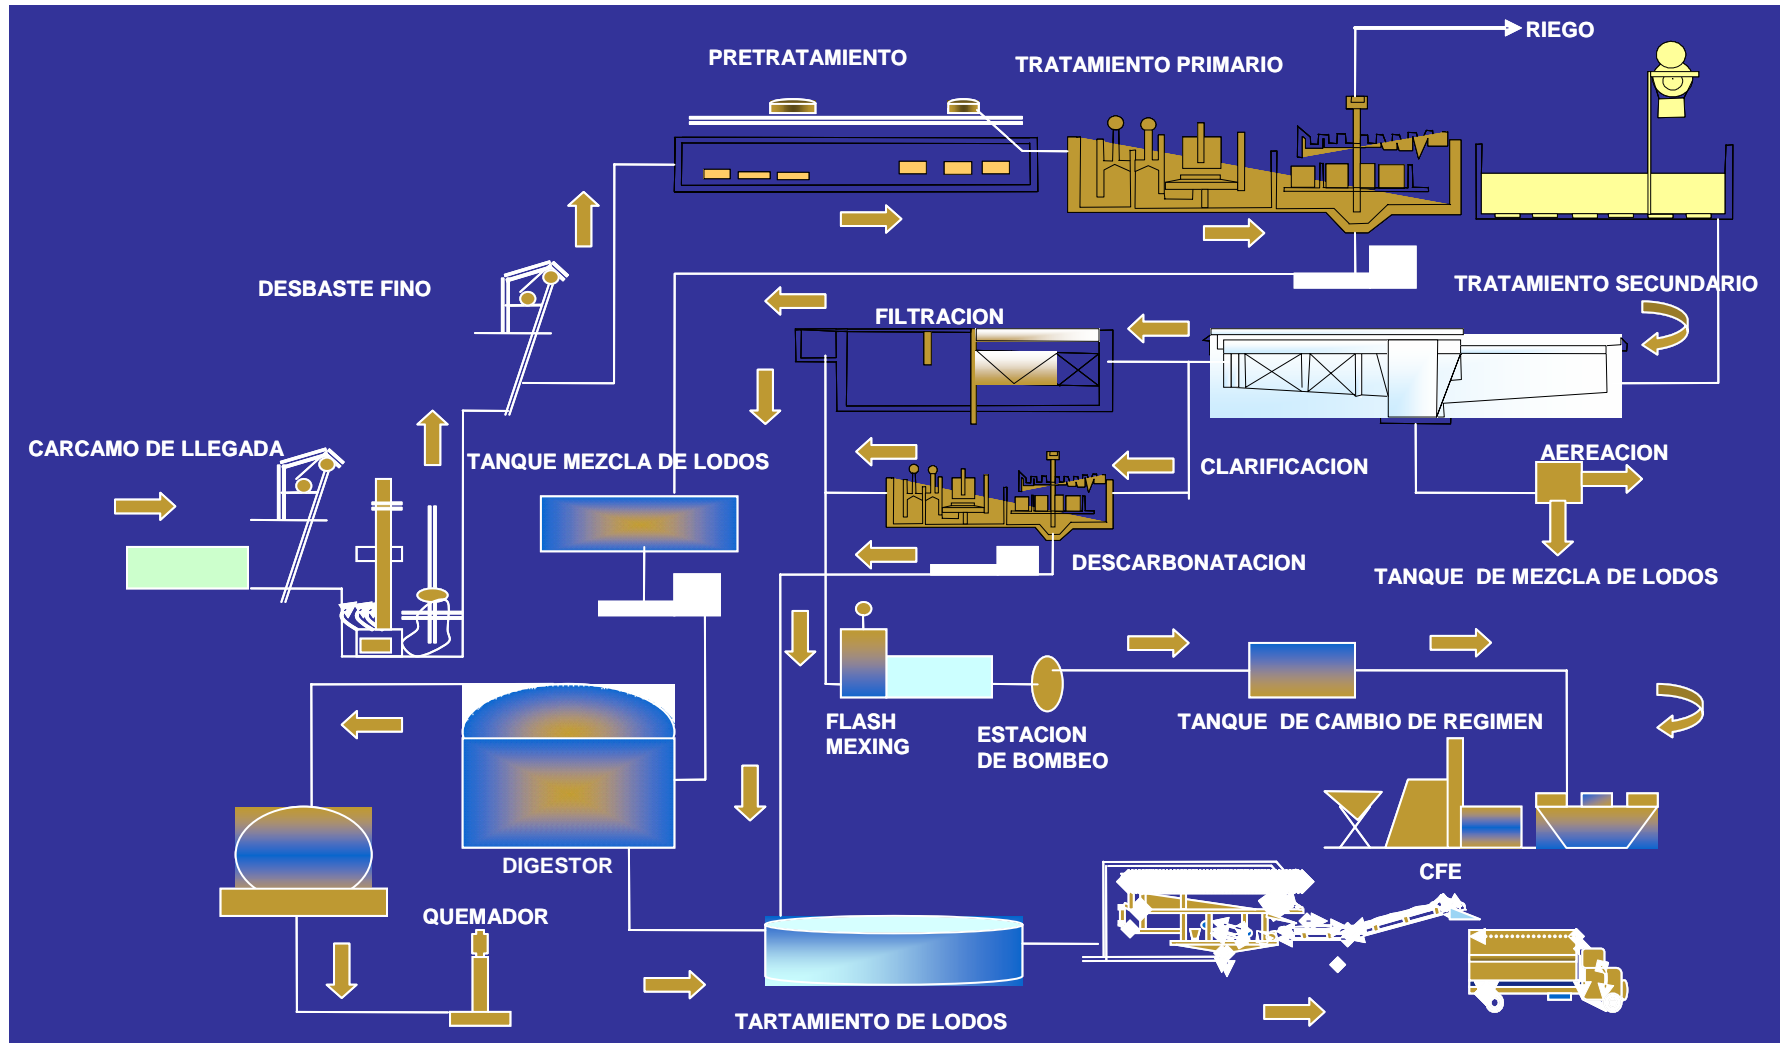 RIEGO
PRETRATAMIENTO
TRATAMIENTO PRIMARIO
DESBASTE FINO
TRATAMIENTO SECUNDARIO
FILTRACION
CARCAMO DE LLEGADA
TANQUE MEZCLA DE LODOS
CLARIFICACION
AEREACION
DESCARBONATACION
TANQUE DE MEZCLA DE LODOS
FLASH
MEXING
ESTACION
DE BOMBEO
TANQUE DE CAMBIO DE REGIMEN
DIGESTOR
CFE
QUEMADOR
TARTAMIENTO DE LODOS